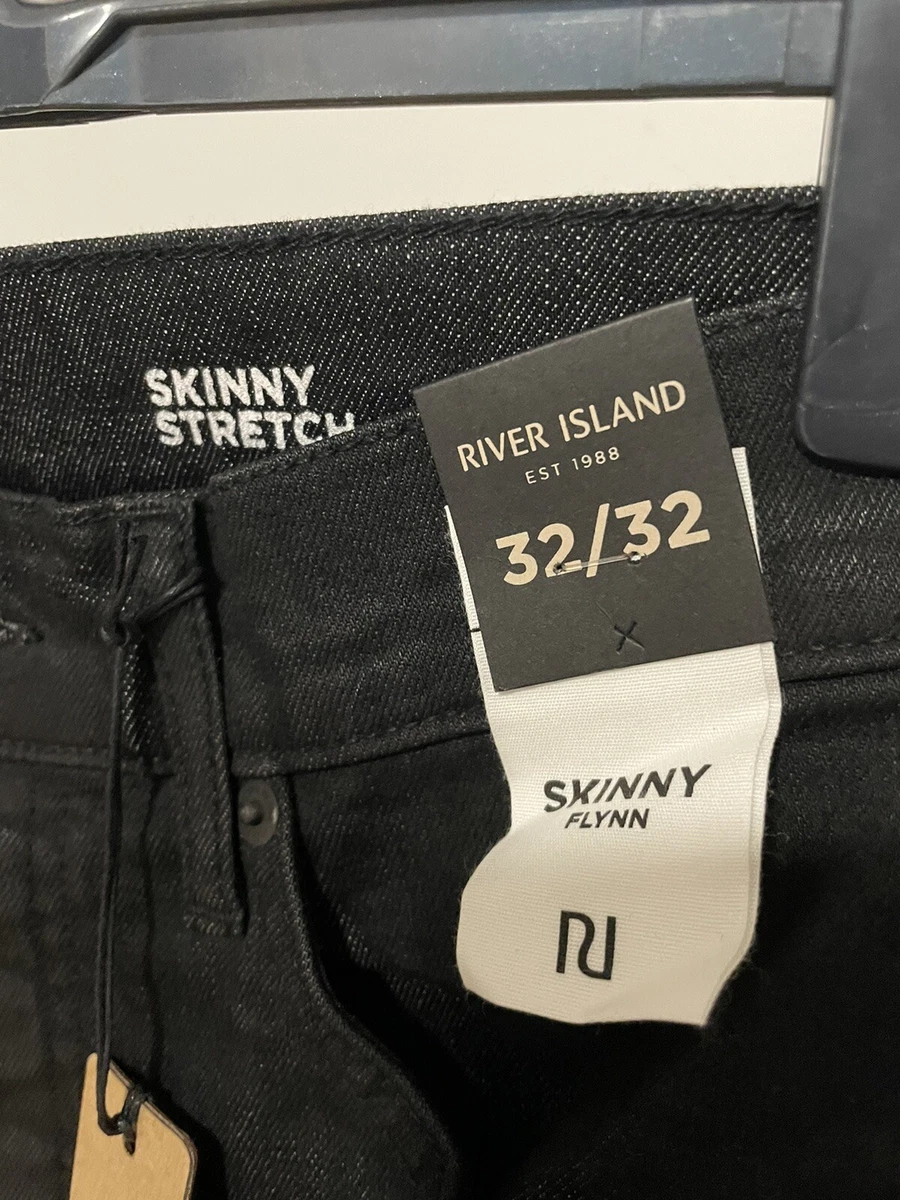 SKINNY
STRETCH
RIVER ISLAND
EST 1988
32/32
X
SKINNY
FLYNN
RI